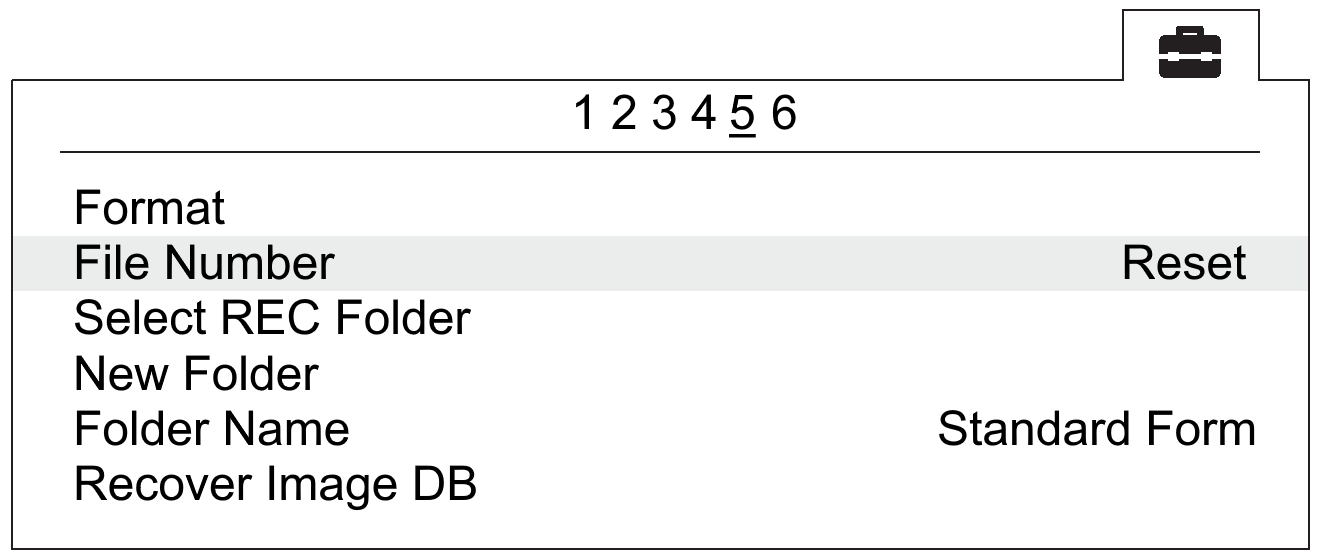 1 2 3 4 5 6
Format
File Number Reset
Select REC Folder
New Folder
Folder Name Standard Form
Recover Image DB